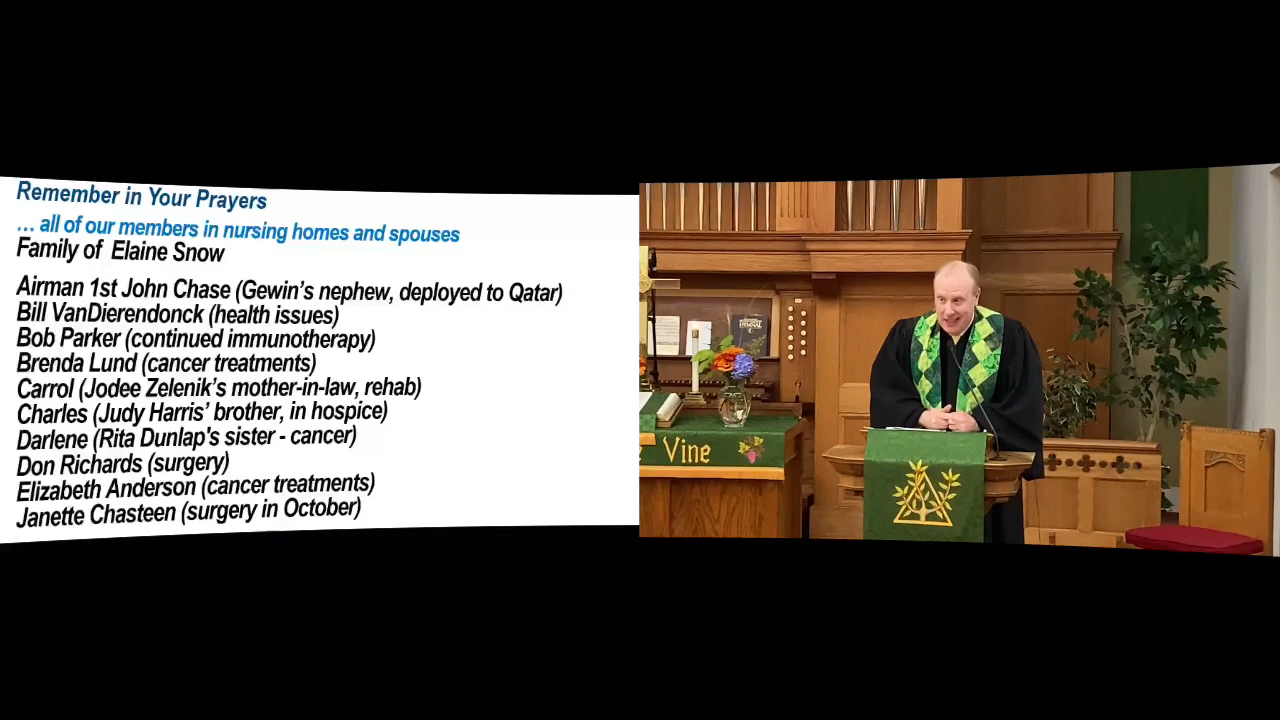 Remember in Your Prayers
… all of our members in nursing homes and spouses
Family of Elaine Snow
Airman 1st John Chase (Gewin’s nephew, deployed to Qatar)
Bill VanDierendonck (health issues)
Bob Parker (continued immunotherapy)
Brenda Lund (cancer treatments)
Carrol (Jodee Zelenik’s mother-in-law, rehab)
Charles (Judy Harris’ brother, in hospice)
Darlene (Rita Dunlap's sister - cancer)
Don Richards (surgery)
Elizabeth Anderson (cancer treatments)
Janette Chasteen (surgery in October)
HYMNAL
Vine